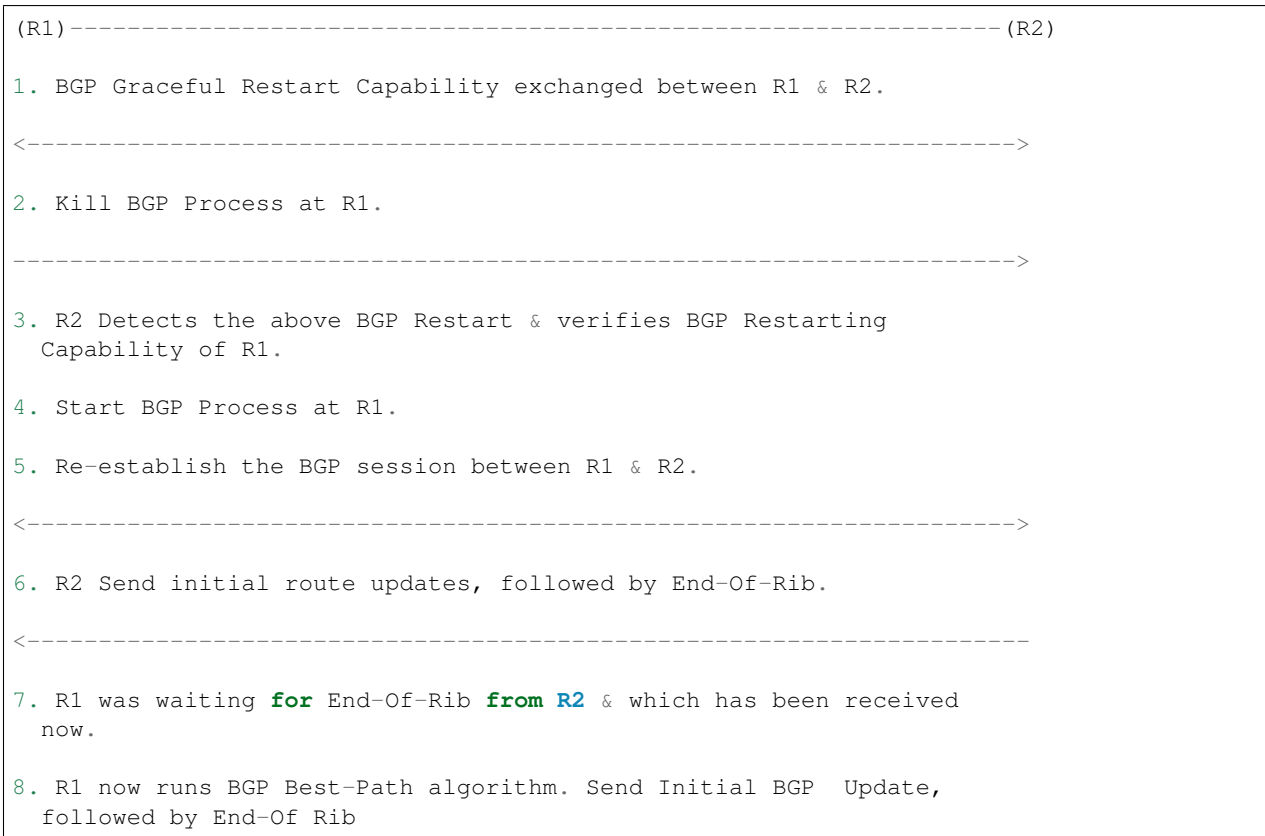 (R1)-----------------------------------------------------------------(R2)
1. BGP Graceful Restart Capability exchanged between R1 & R2.
<--------------------------------------------------------------------->
2. Kill BGP Process at R1.
---------------------------------------------------------------------->
3. R2 Detects the above BGP Restart & verifies BGP Restarting
  Capability of R1.
4. Start BGP Process at R1.
5. Re-establish the BGP session between R1 & R2.
<--------------------------------------------------------------------->
6. R2 Send initial route updates, followed by End-Of-Rib.
<----------------------------------------------------------------------
7. R1 was waiting for End-Of-Rib from R2 & which has been received
  now.
8. R1 now runs BGP Best-Path algorithm. Send Initial BGP  Update,
  followed by End-Of Rib